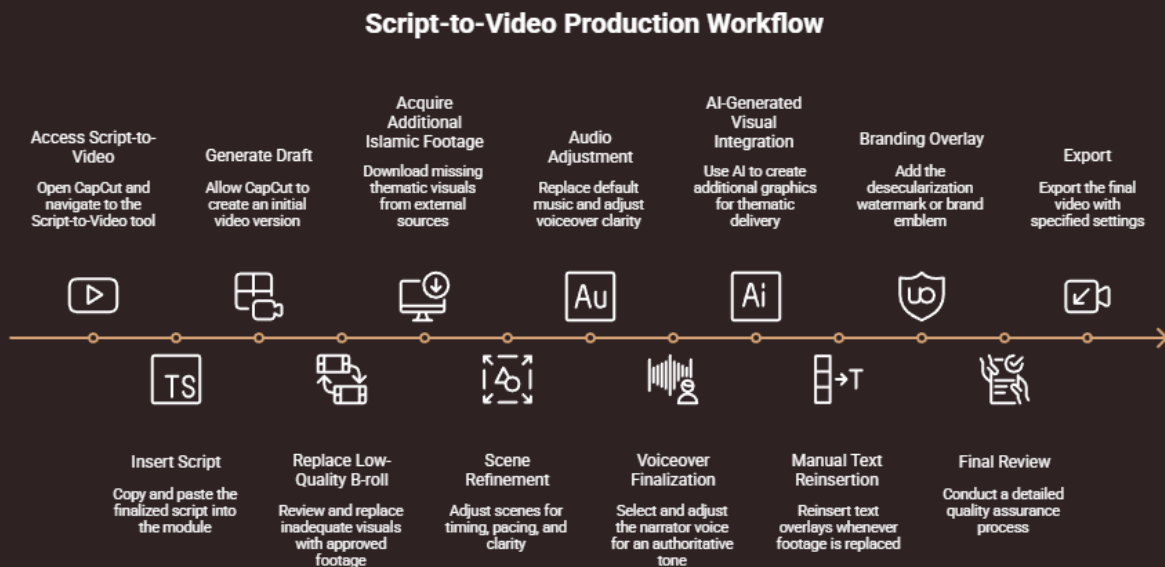 Script-to-Video Production Workflow
Access Script-to-
Video
Open CapCut and
navigate to the
Script-to-Video tool
TS
Insert Script
Copy and paste the
finalized script into
the module
Generate Draft
Allow CapCut to
create an initial
video version
Replace Low-
Quality B-roll
Review and replace
inadequate visuals
with approved
footage
Acquire
Additional
Islamic Footage
Download missing
thematic visuals
from external
sources
Scene
Refinement
Adjust scenes for
timing, pacing, and
clarity
Audio
Adjustment
Replace default
music and adjust
voiceover clarity
Au
Voiceover
Finalization
Select and adjust
the narrator voice
for an authoritative
tone
AI-Generated
Visual
Integration
Use AI to create
additional graphics
for thematic
delivery
Ai
T
Manual Text
Reinsertion
Reinsert text
overlays whenever
footage is replaced
Branding Overlay
Add the
desecularization
watermark or brand
emblem
Final Review
Conduct a detailed
quality assurance
process
Export
Export the final
video with
specified settings